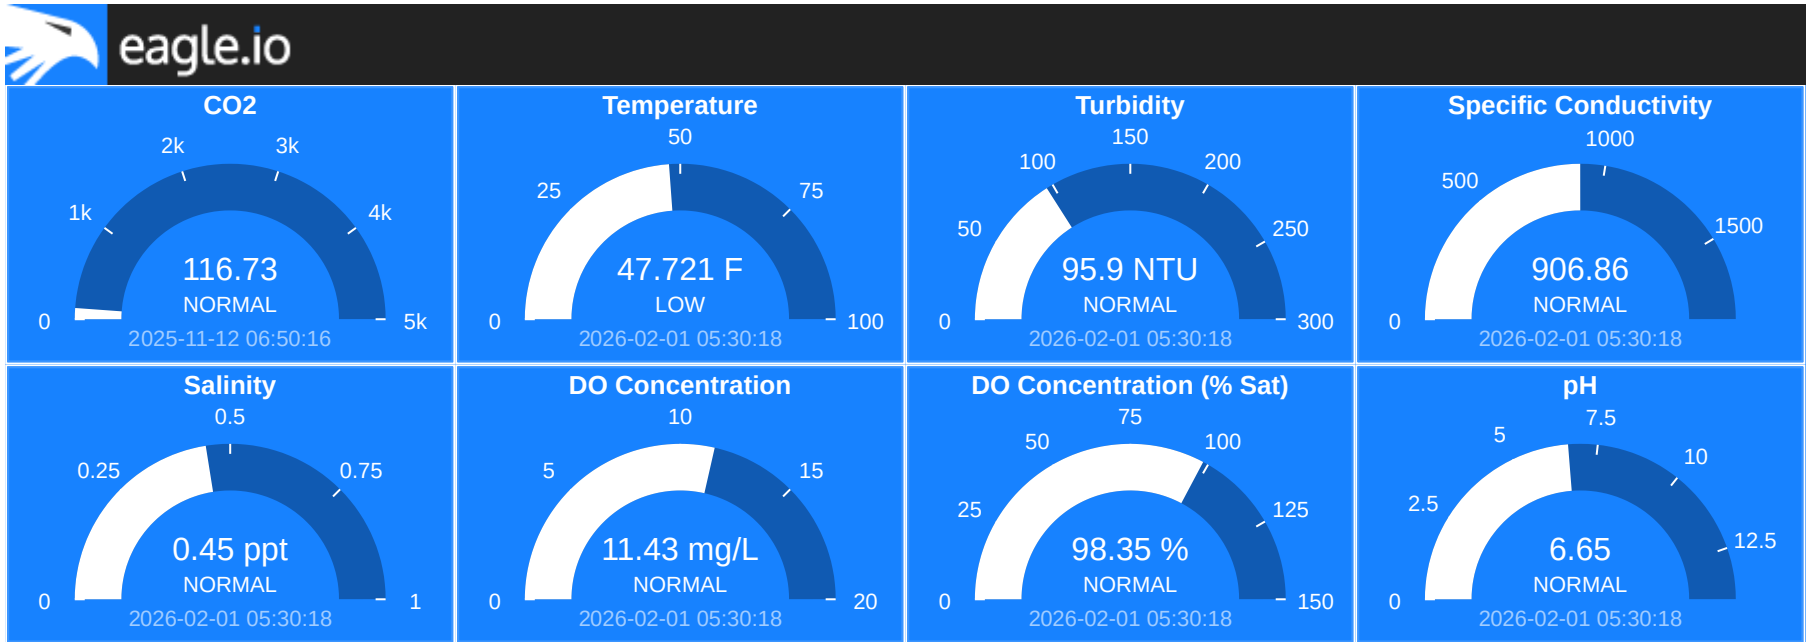 eagle.io
CO2
0
1k
2k
3k
4k
5k
116.73
NORMAL
2025-11-12 06:50:16
Temperature
0
25
50
75
100
47.721 F
LOW
2026-02-01 05:30:18
Turbidity
0
50
100
150
200
250
300
95.9 NTU
NORMAL
2026-02-01 05:30:18
Specific Conductivity
0
500
1000
1500
906.86
NORMAL
2026-02-01 05:30:18
Salinity
0
0.25
0.5
0.75
1
0.45 ppt
NORMAL
2026-02-01 05:30:18
DO Concentration
0
5
10
15
20
11.43 mg/L
NORMAL
2026-02-01 05:30:18
DO Concentration (% Sat)
0
25
50
75
100
125
150
98.35 %
NORMAL
2026-02-01 05:30:18
pH
0
2.5
5
7.5
10
12.5
6.65
NORMAL
2026-02-01 05:30:18